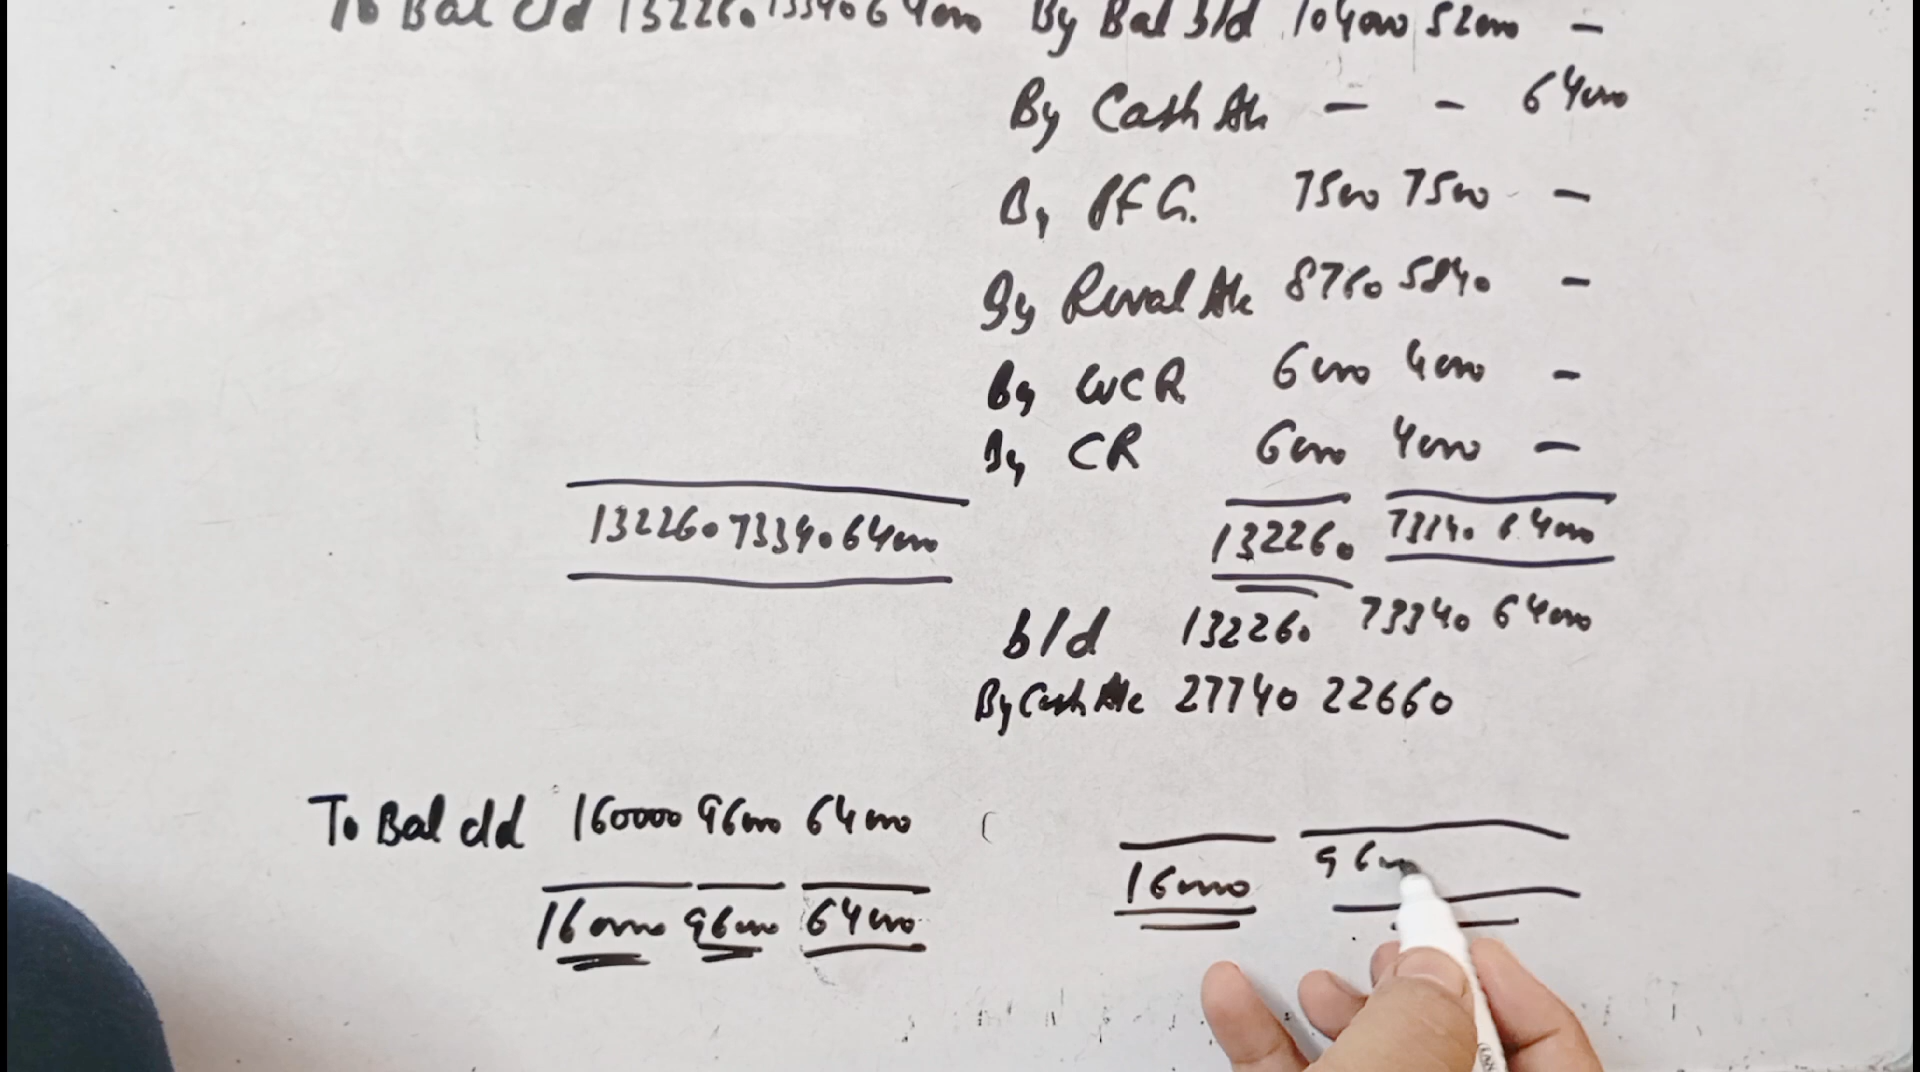 To Bal c/d 132260 73340 64000 By Bal b/d 104000 52000 -
By Cash A/c - - 64000
By P.F.G. 7500 7500 -
By Reval A/c 8760 5840 -
By WCR 6000 4000 -
By CR 6000 4000 -
132260 73340 64000 132260 73340 64000
b/d 132260 73340 64000
By Cash A/c 27740 22660
To Bal c/d 160000 96000 64000
160000 96000 64000 160000 9600